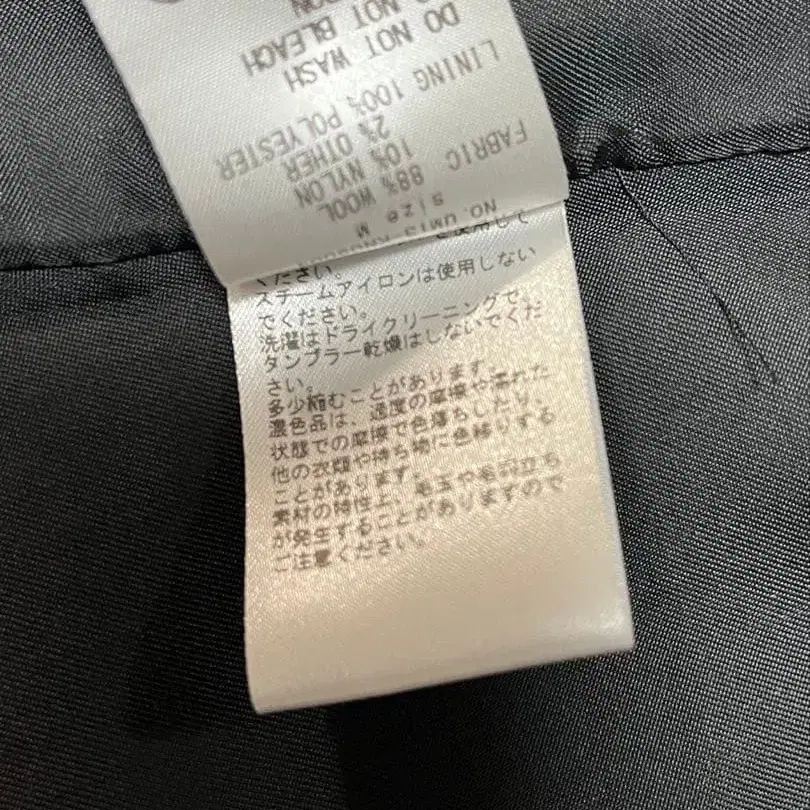 NO. UM13-
size M
88% WOOL
10% NYLON
2% OTHER
FABRIC
100% POLYESTER
LINING
DO NOT WASH
NOT BLEACH
ください。
スチームアイロンは使用しない
でください。
洗濯はドライクリーニングで、
タンブラー乾燥はしないでくだ
さい。
多少縮むことがあります。
濃色品は、過度の摩擦や濡れた
状態での摩擦で色落ちしたり、
他の衣類や持ち物に色移りする
ことがあります。
素材の特性上、毛玉や毛羽立ち
が発生することがありますので
ご注意ください。